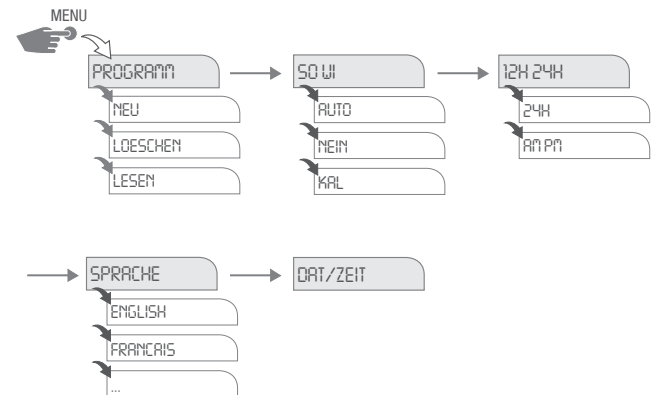 MENU
PROGRAMM
NEU
LOESCHEN
LESEN
SO WI
AUTO
NEIN
KAL
12H 24H
24H
AM PM
SPRACHE
ENGLISH
FRANCAIS
...
DAT/ZEIT